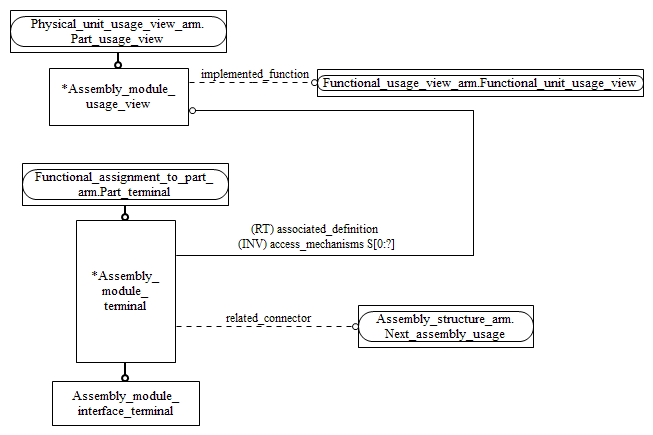 Physical_unit_usage_view_arm.
Part_usage_view
implemented_function
*Assembly_module_
usage_view
Functional_usage_view_arm.Functional_unit_usage_view
Functional_assignment_to_part_
arm.Part_terminal
(RT) associated_definition
(INV) access_mechanisms S[0:?]
*Assembly_
module_
terminal
related_connector
Assembly_structure_arm.
Next_assembly_usage
Assembly_module_
interface_terminal